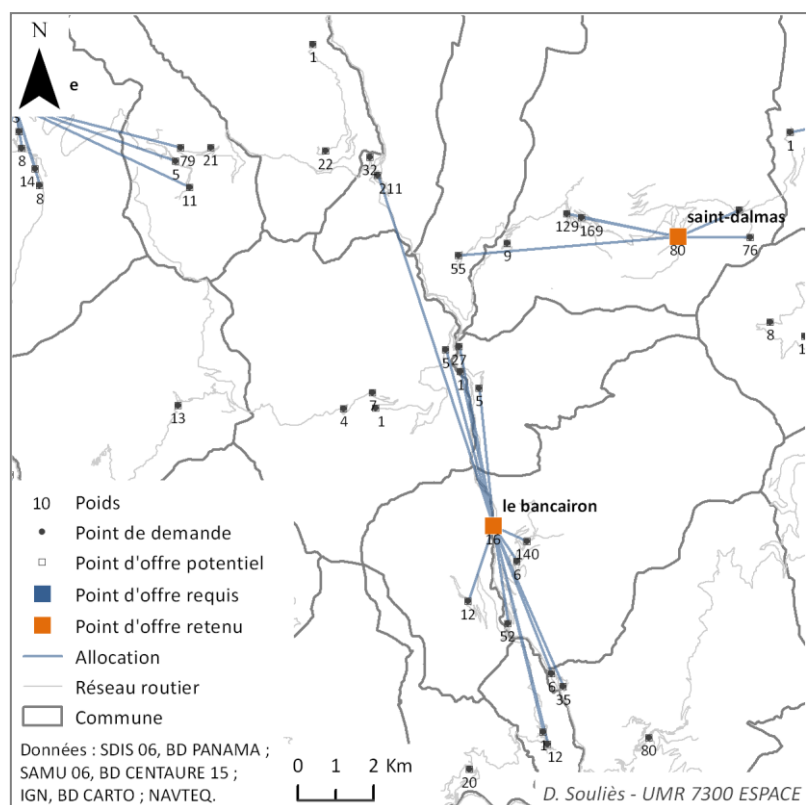 N
e
1
8
14
8
79
5
11
21
22
32
211
1
saint-dalmas
129
169
80
76
9
55
8
1
5
27
1
5
7
4
1
13
le bancairon
16
140
6
12
52
6
35
1
12
80
20
10 Poids
Point de demande
Point d'offre potentiel
Point d'offre requis
Point d'offre retenu
Allocation
Réseau routier
Commune
Données : SDIS 06, BD PANAMA ;
SAMU 06, BD CENTAURE 15 ;
IGN, BD CARTO ; NAVTEQ.
0 1 2 Km
D. Souliès - UMR 7300 ESPACE